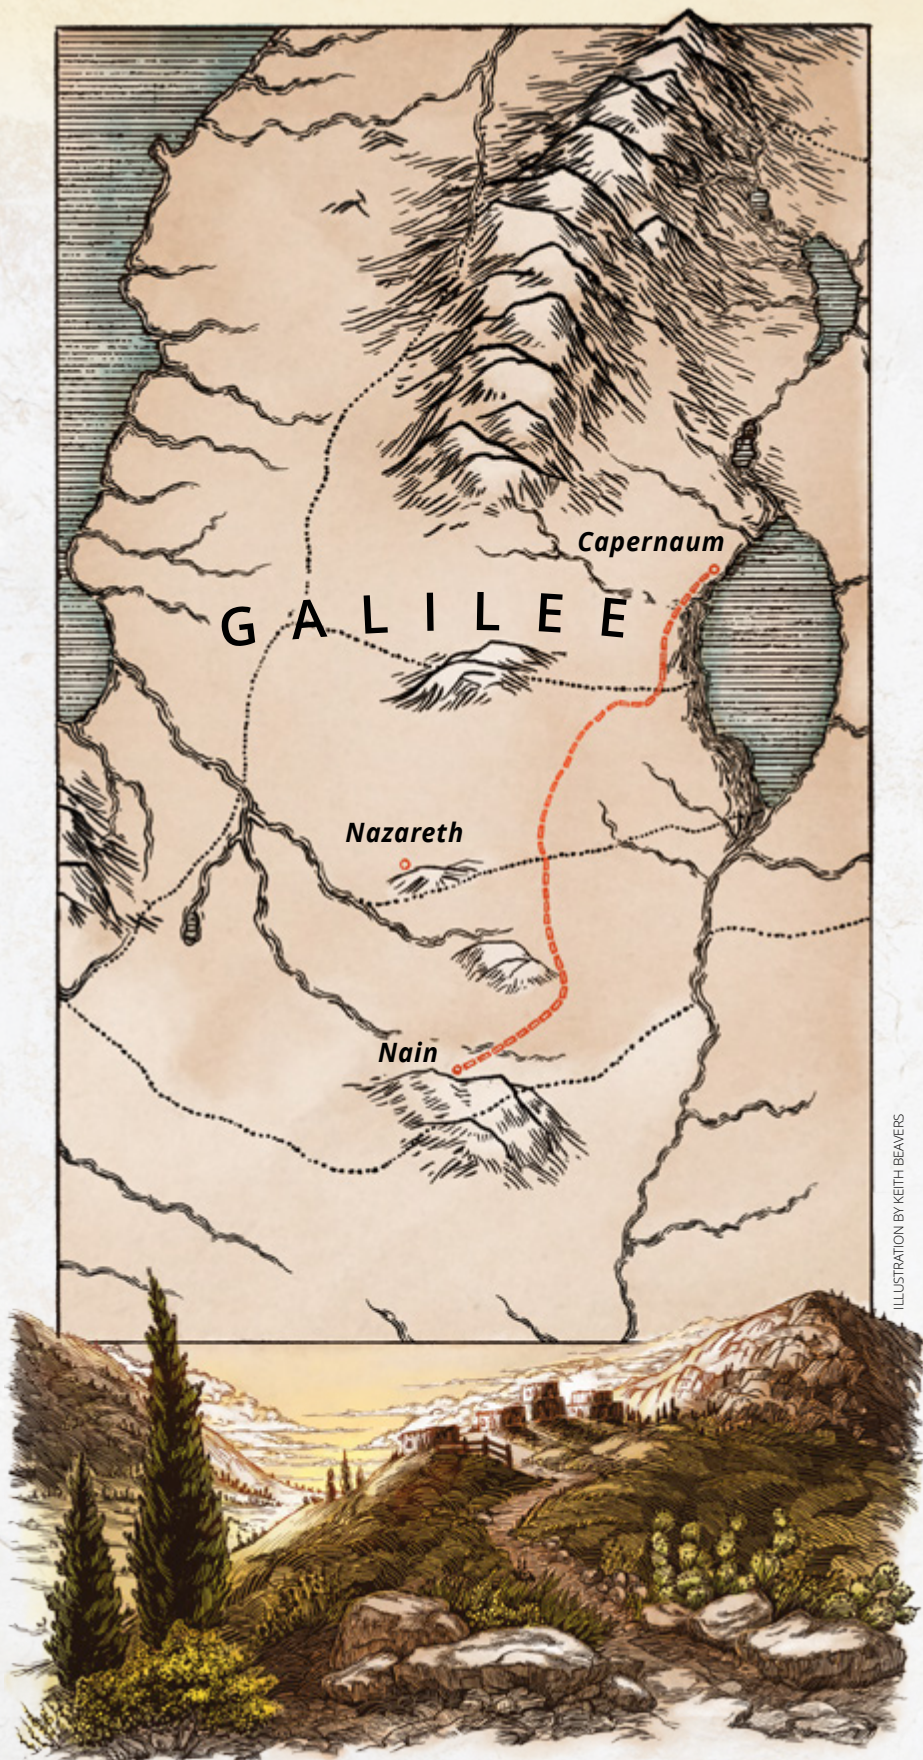 Capernaum
GALILEE
Nazareth
Nain
ILLUSTRATION BY KEITH BEAVERS